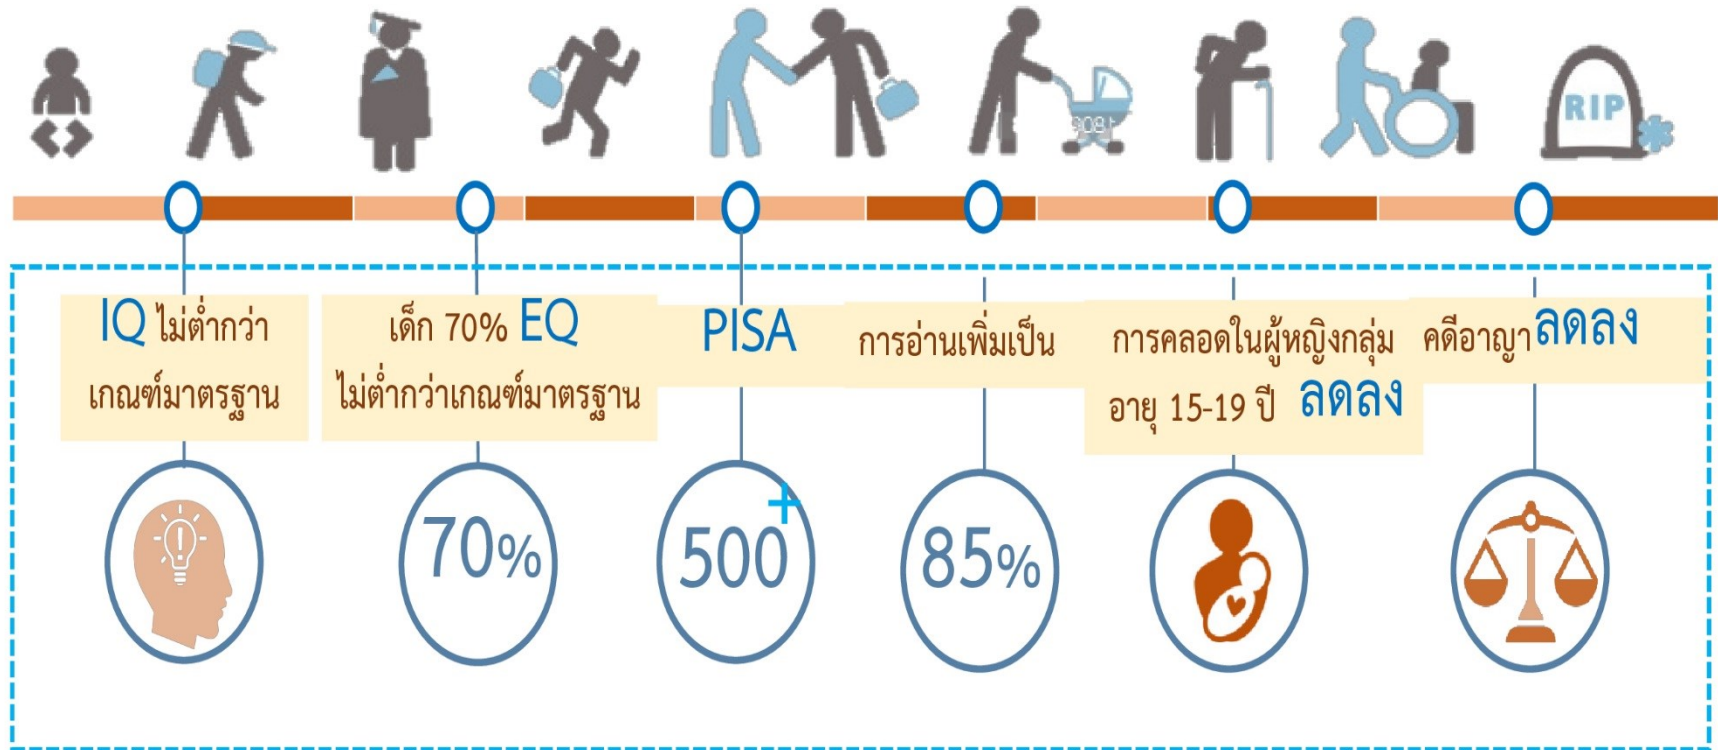 RIP
IQ ไม่ต่ำกว่า
เกณฑ์มาตรฐาน
เด็ก 70% EQ
ไม่ต่ำกว่าเกณฑ์มาตรฐาน
70%
PISA
500+
การอ่านเพิ่มเป็น
85%
การคลอดในผู้หญิงกลุ่ม
อายุ 15-19 ปี ลดลง
คดีอาญาลดลง